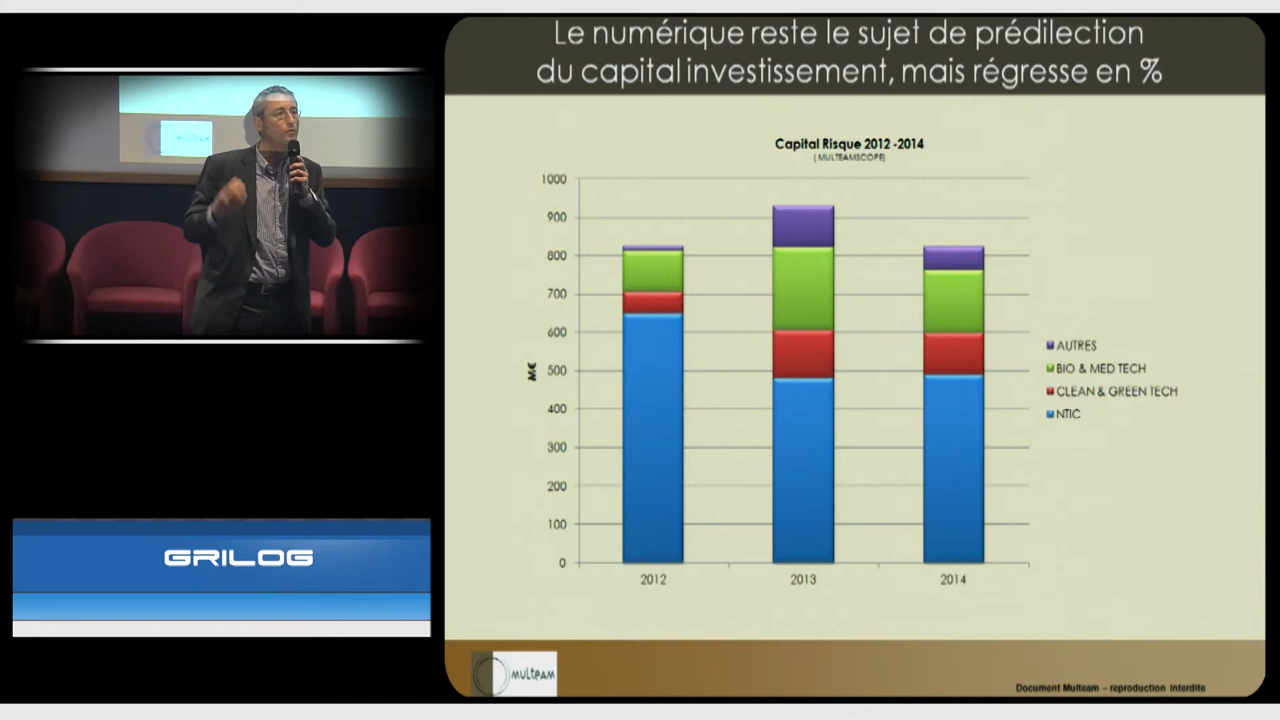 Le numérique reste le sujet de prédilection
du capital investissement, mais régresse en %
Capital Risque 2012 -2014
( MULTEAMSCOPE)
1000
900
800
700
600
500
400
300
200
100
0
M€
2012
2013
2014
AUTRES
BIO & MED TECH
CLEAN & GREEN TECH
NTIC
GRILOG
multeam
multeam
Document Multeam – reproduction interdite